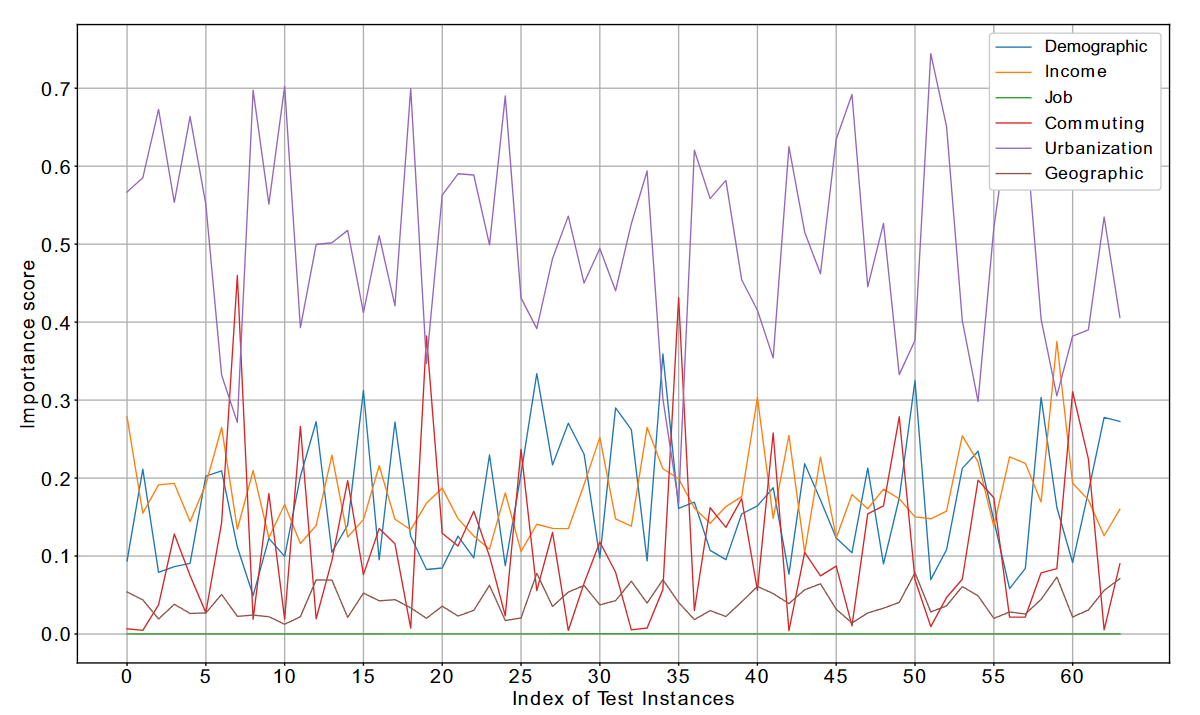 Demographic
Income
Job
Commuting
Urbanization
Geographic
0.7
0.6
0.5
0.4
0.3
0.2
0.1
0.0
Importance score
0 5 10 15 20 25 30 35 40 45 50 55 60
Index of Test Instances